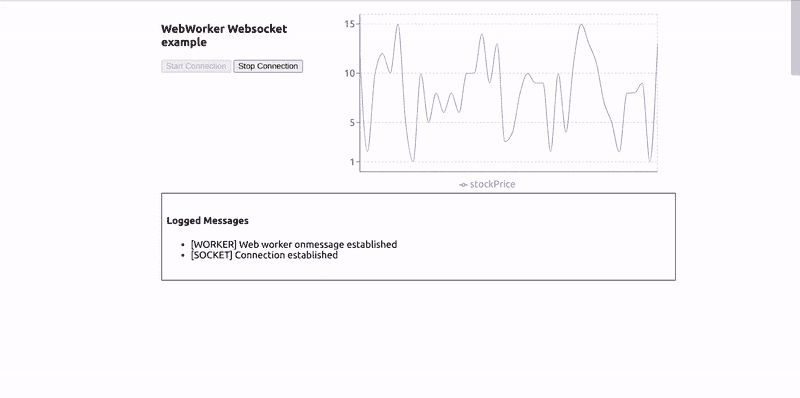 WebWorker Websocket
example
Start Connection Stop Connection
15
10
5
1
stockPrice
Logged Messages
[WORKER] Web worker onmessage established
[SOCKET] Connection established